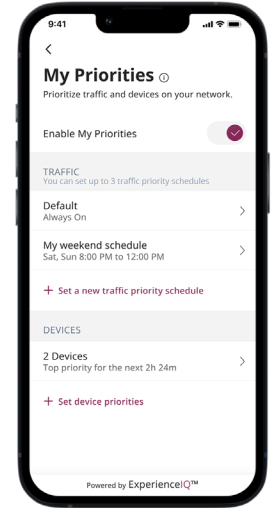 9:41
My Priorities
Prioritize traffic and devices on your network.
Enable My Priorities
TRAFFIC
You can set up to 3 traffic priority schedules
Default
Always On
My weekend schedule
Sat, Sun 8:00 PM to 12:00 PM
+ Set a new traffic priority schedule
DEVICES
2 Devices
Top priority for the next 2h 24m
+ Set device priorities
Powered by ExperienceIQ™